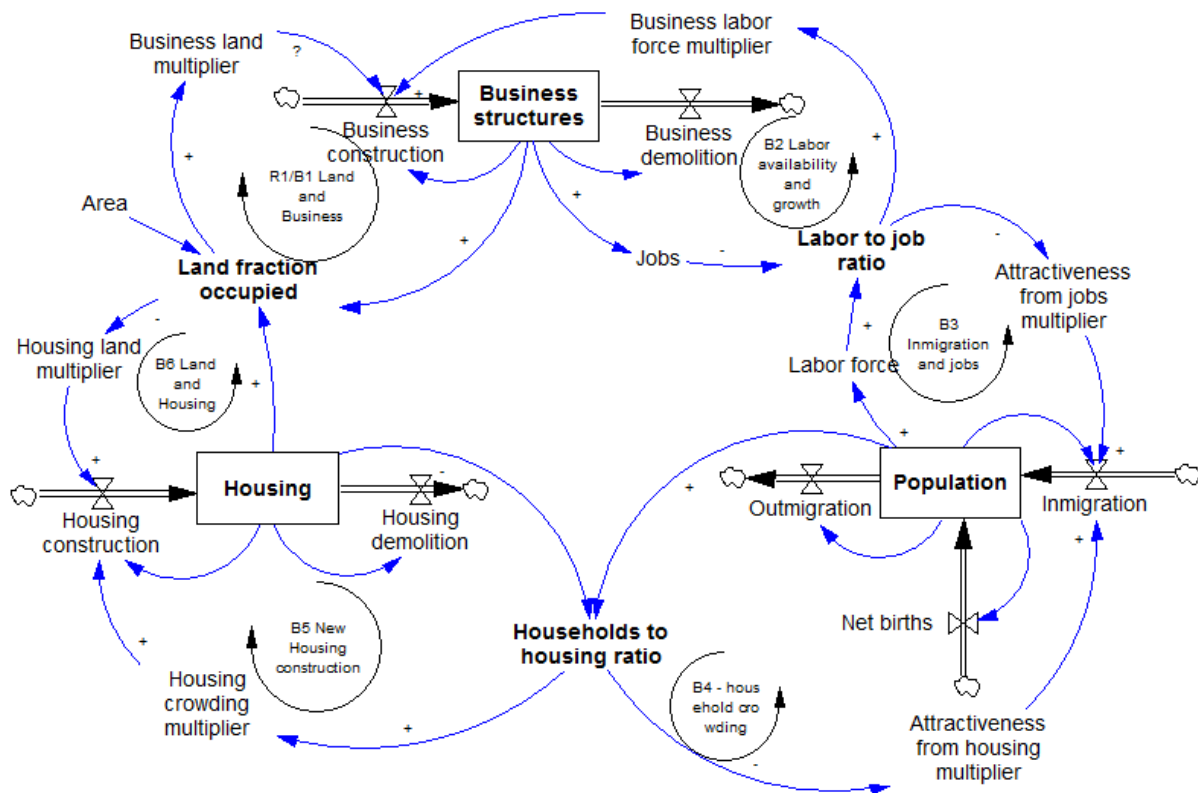 Business land
multiplier
?
+
Business labor
force multiplier
Business
structures
+
Business
construction
Business
demolition
B2 Labor
availability
and
growth
+
+
R1/B1 Land
and
Business
Area
+
+
Jobs
-
Labor to job
ratio
-
Land fraction
occupied
Attractiveness
from jobs
multiplier
-
Housing land
multiplier
B6 Land
and
Housing
+
+
B3
Inmigration
and jobs
Labor force
+
+
Housing
-
+
Population
+
Housing
construction
Housing
demolition
Outmigration
Inmigration
+
+
B5 New
Housing
construction
Net births
Households to
housing ratio
Housing
crowding
multiplier
+
B4 - hous
ehold cro
wding
-
Attractiveness
from housing
multiplier